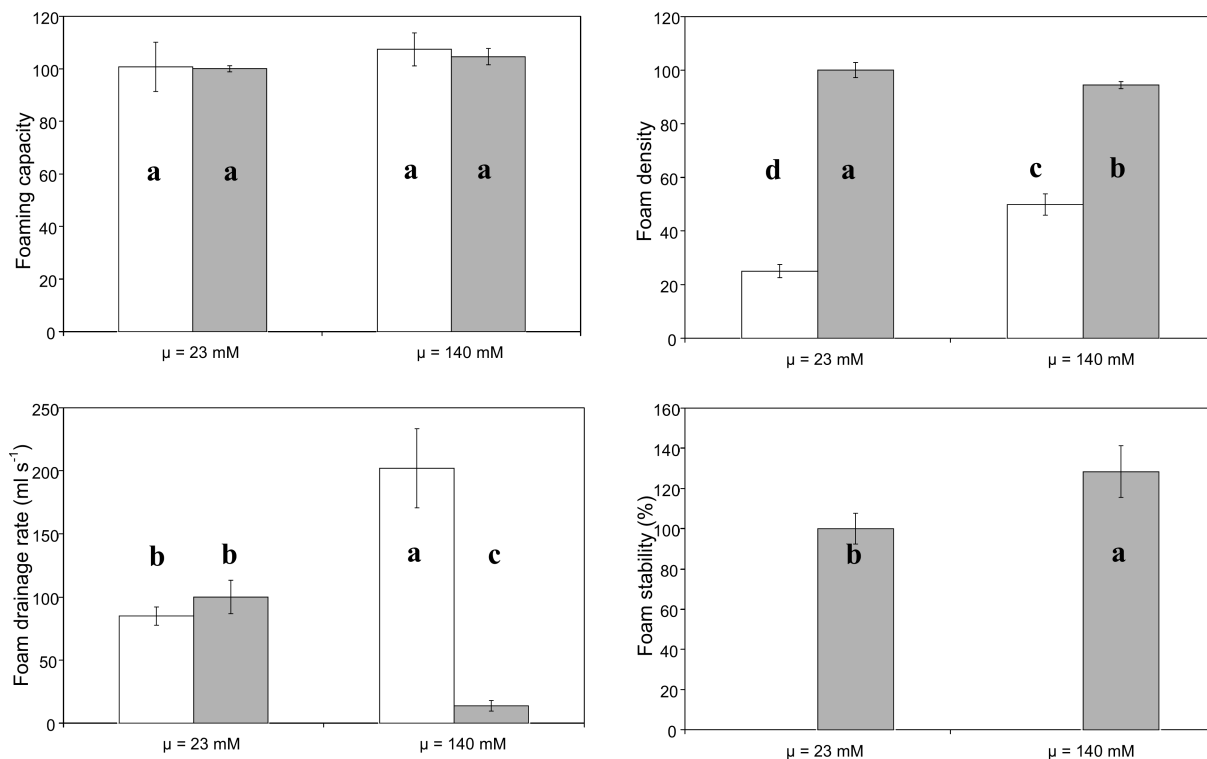 Foaming capacity
120
100
80
60
40
20
0
a
a
a
a
µ = 23 mM
µ = 140 mM
Foam density
120
100
80
60
40
20
0
d
a
c
b
µ = 23 mM
µ = 140 mM
Foam drainage rate (ml s⁻¹)
250
200
150
100
50
0
b
b
a
c
µ = 23 mM
µ = 140 mM
Foam stability (%)
160
140
120
100
80
60
40
20
0
b
a
µ = 23 mM
µ = 140 mM